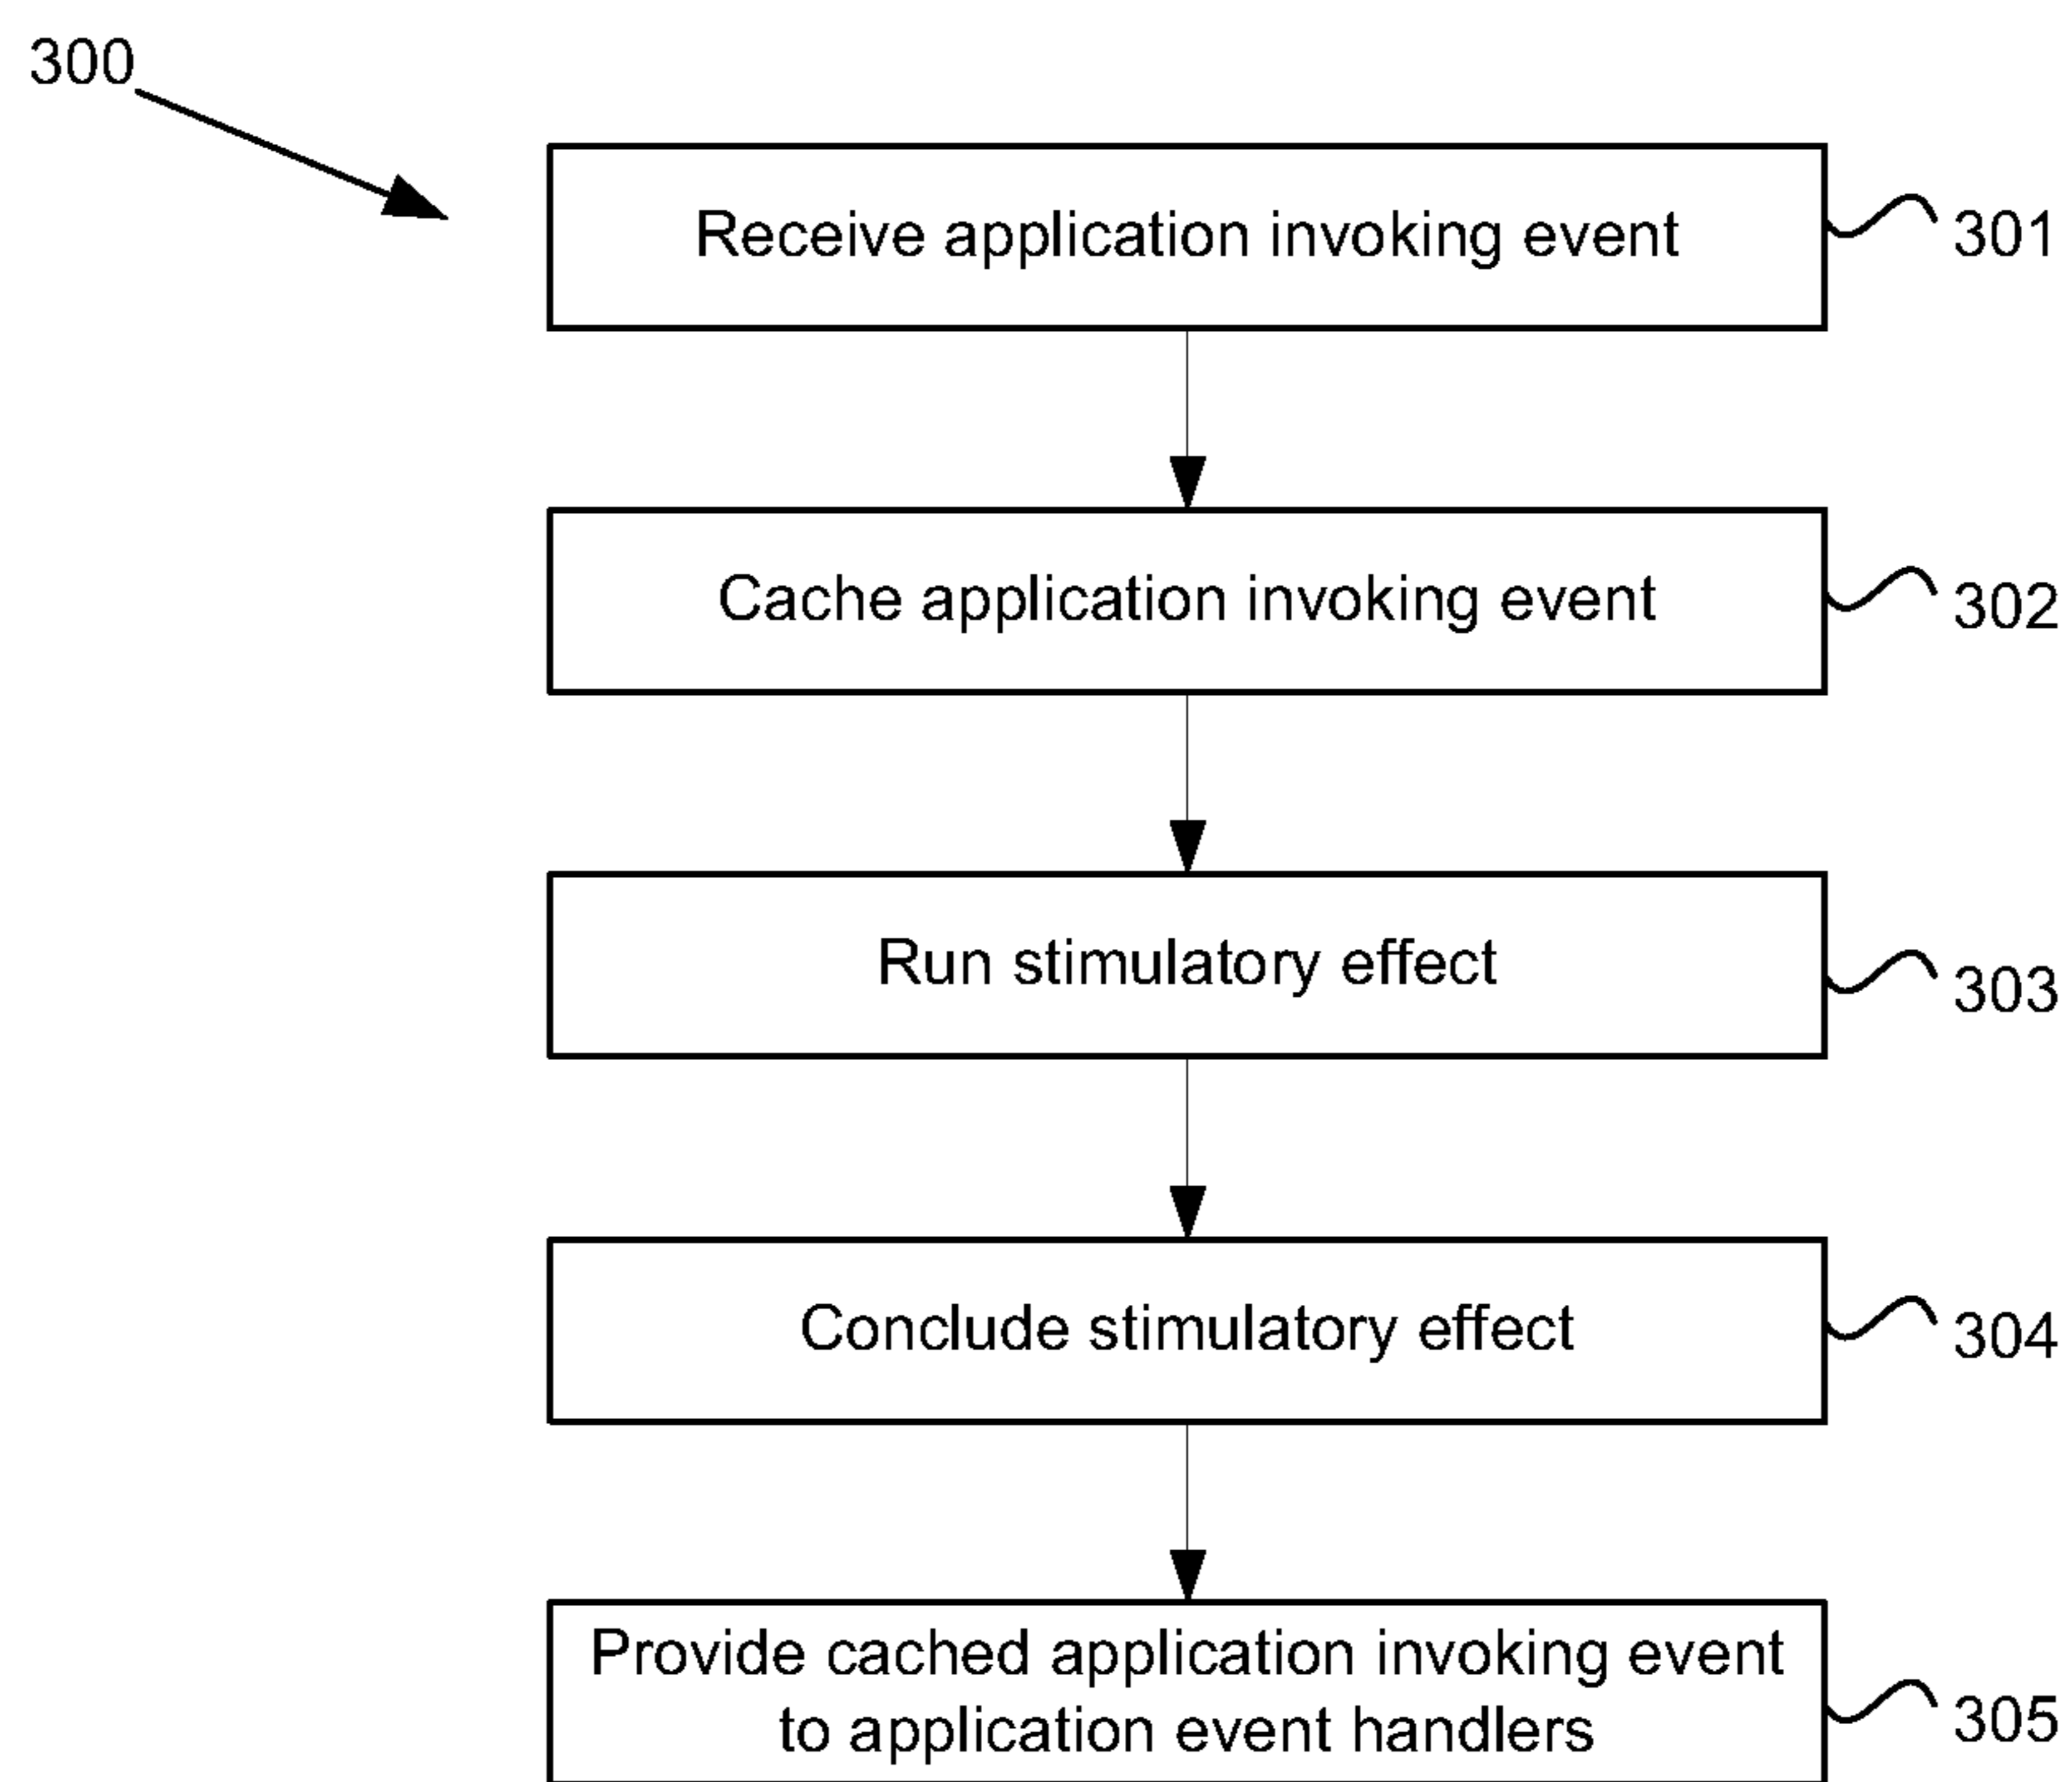 300
Receive application invoking event
301
Cache application invoking event
302
Run stimulatory effect
303
Conclude stimulatory effect
304
Provide cached application invoking event
to application event handlers
305